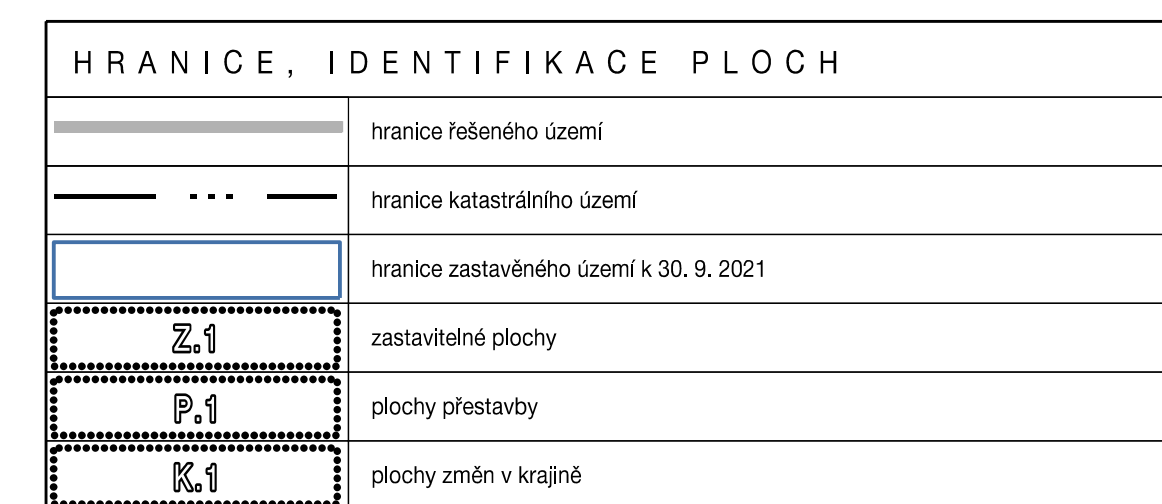 HRANICE, IDENTIFIKACE PLOCH
hranice řešeného území
hranice katastrálního území
hranice zastavěného území k 30. 9. 2021
Z.1 zastavitelné plochy
P.1 plochy přestavby
K.1 plochy změn v krajině